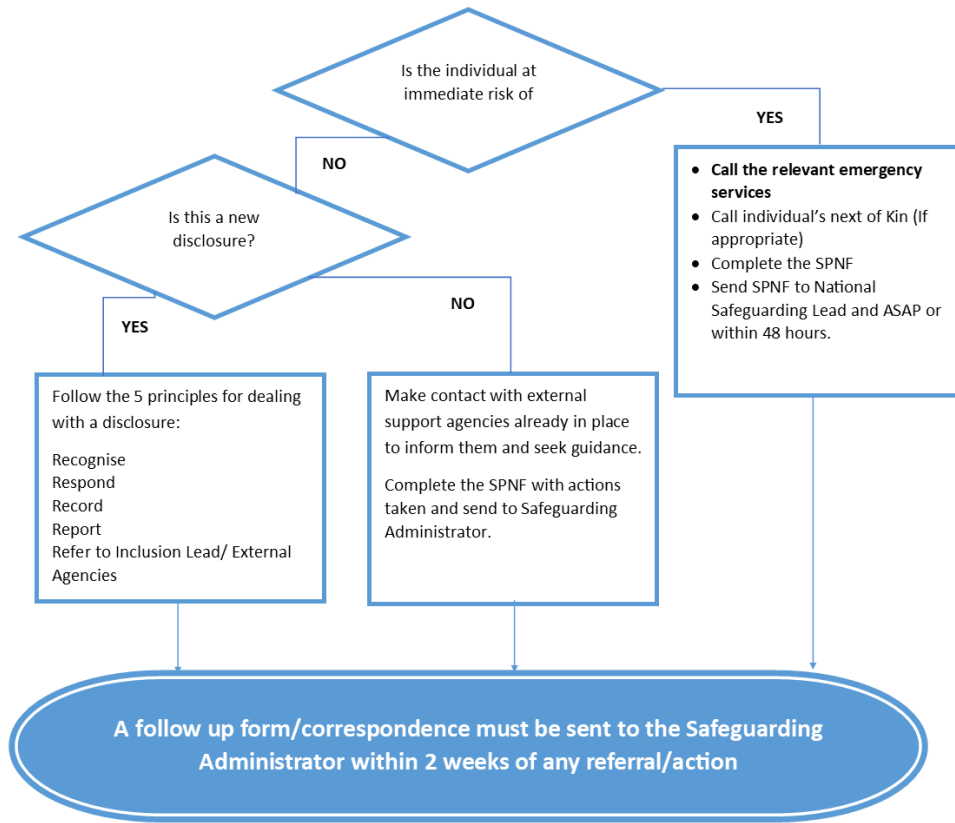 Is the individual at
immediate risk of
YES
NO
• Call the relevant emergency
services
• Call individual's next of Kin (If
appropriate)
• Complete the SPNF
• Send SPNF to National
Safeguarding Lead and ASAP or
within 48 hours.
Is this a new
disclosure?
YES
NO
Follow the 5 principles for dealing
with a disclosure:
Recognise
Respond
Record
Report
Refer to Inclusion Lead/ External
Agencies
Make contact with external
support agencies already in place
to inform them and seek guidance.
Complete the SPNF with actions
taken and send to Safeguarding
Administrator.
A follow up form/correspondence must be sent to the Safeguarding
Administrator within 2 weeks of any referral/action